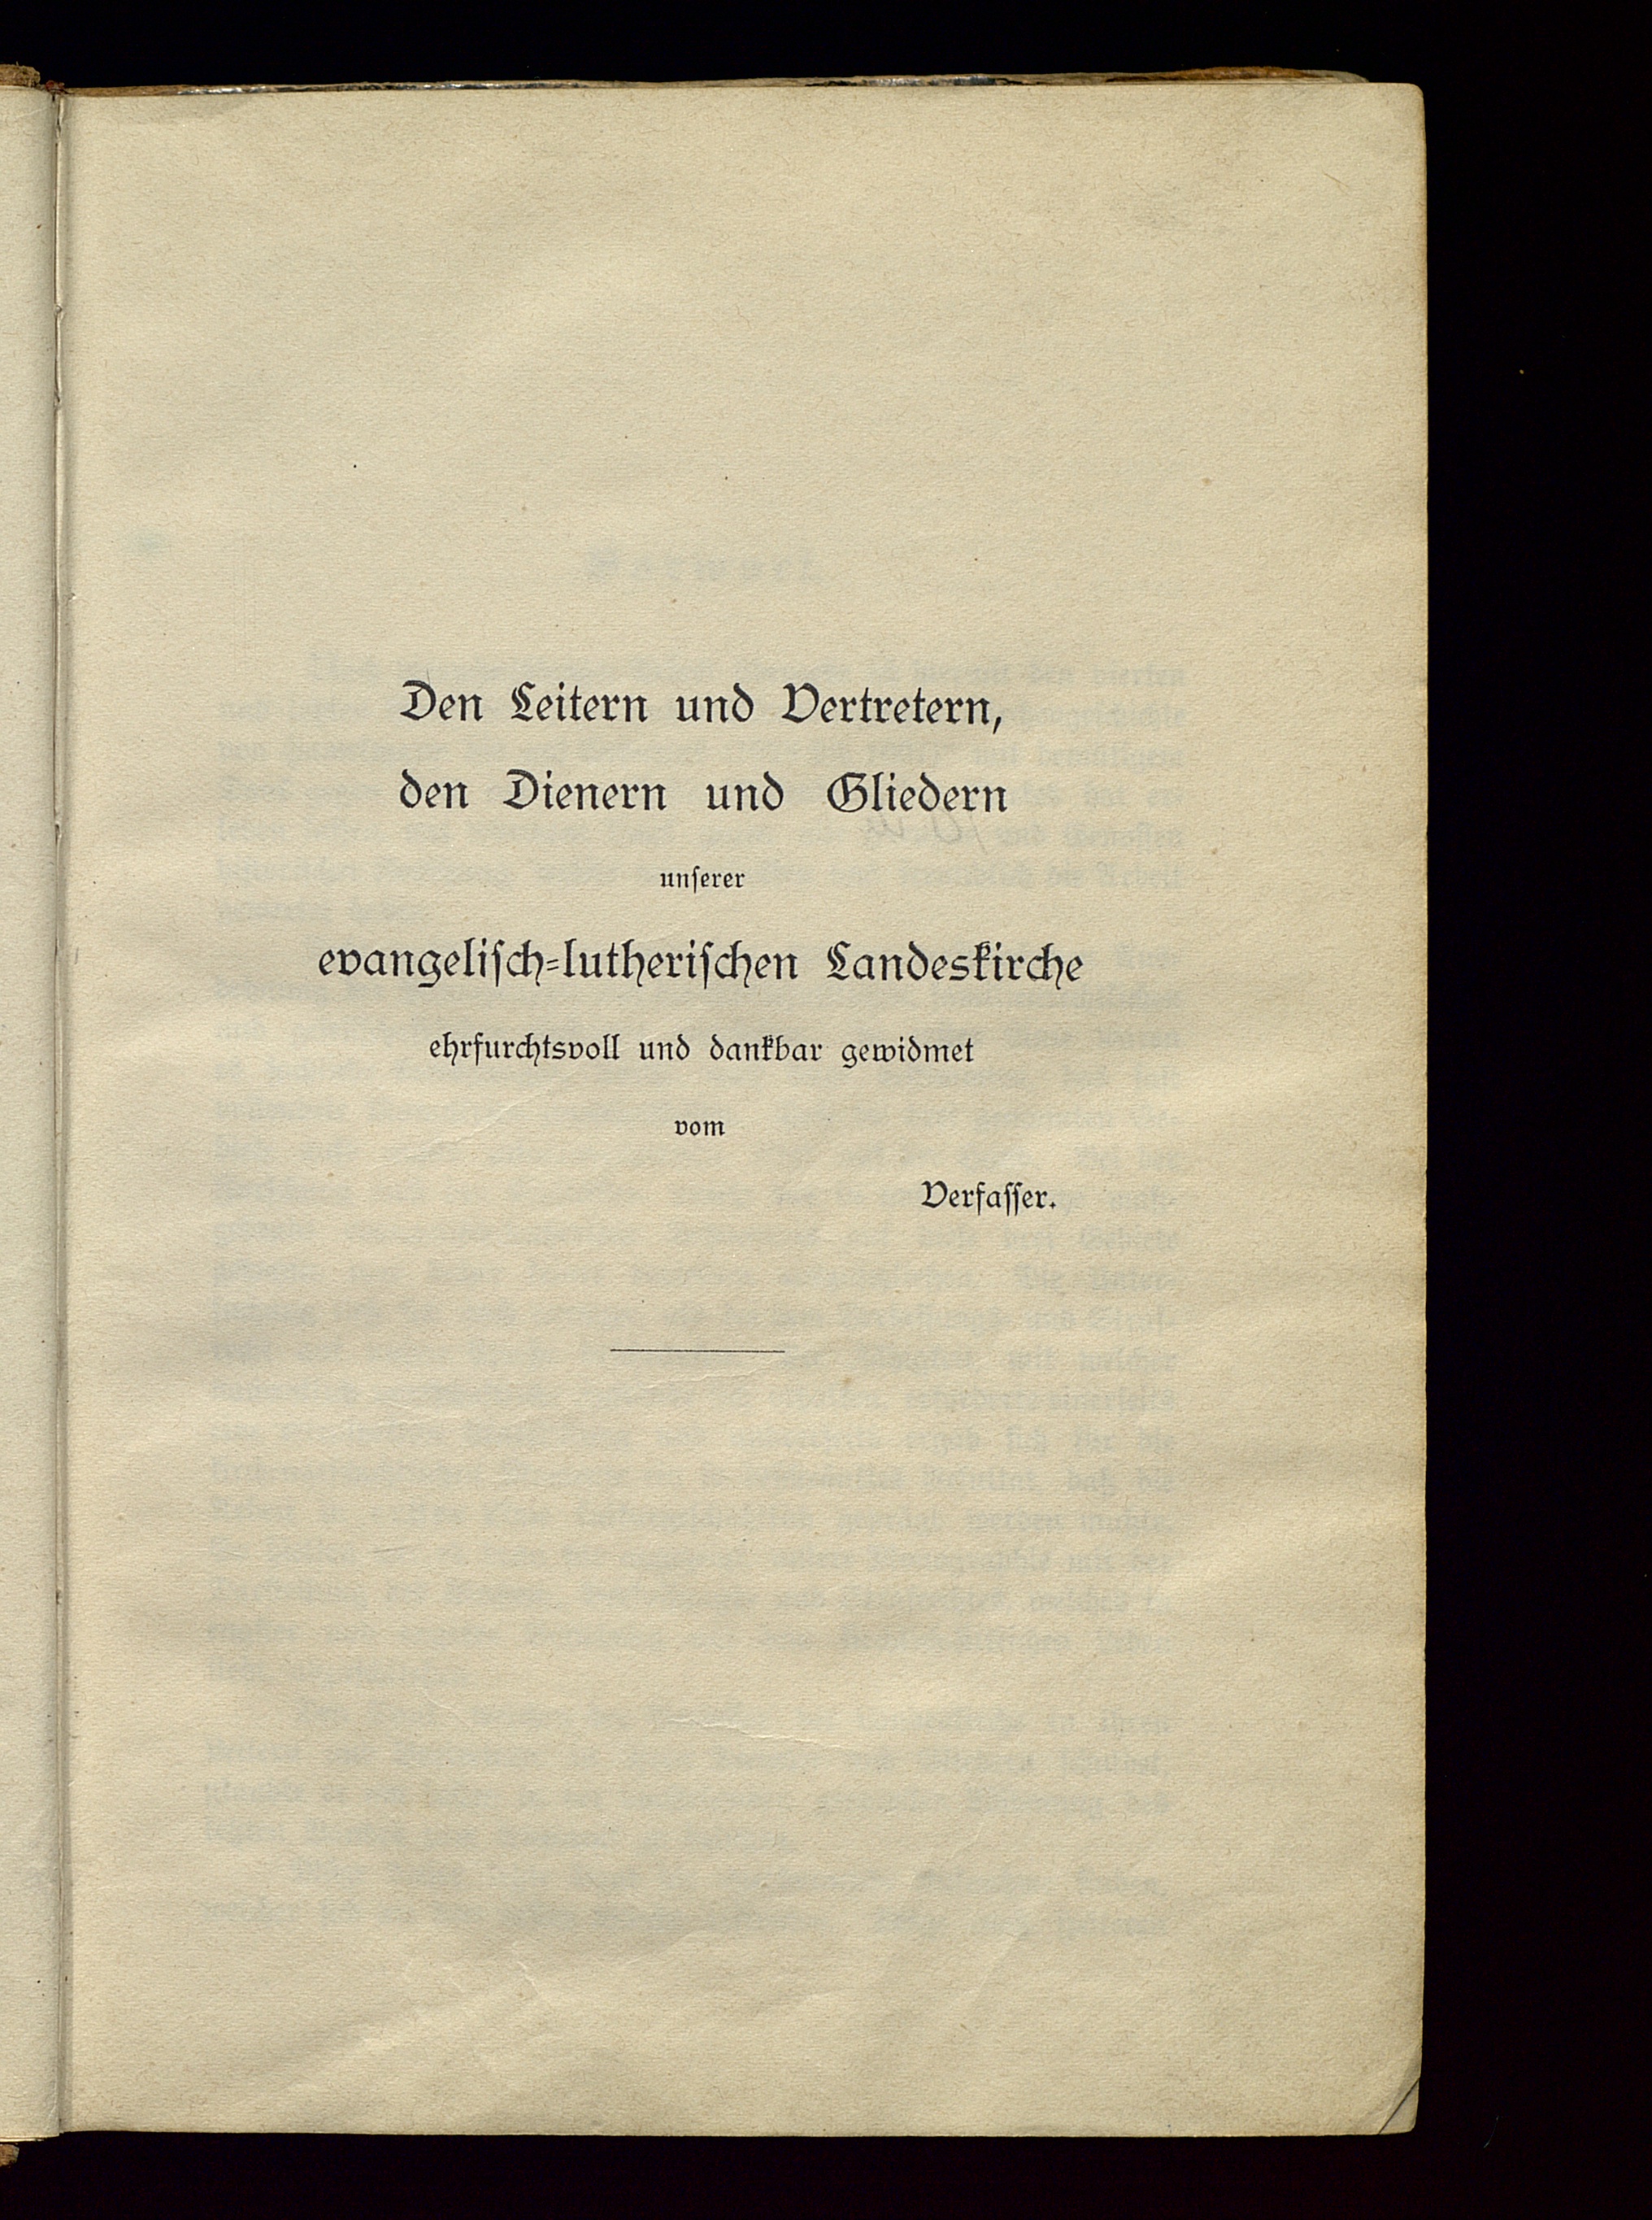 Den Leitern und Vertretern,
den Dienern und Gliedern
unſerer
evangeliſch=lutheriſchen Landeskirche
ehrfurchtsvoll und dankbar gewidmet
vom
Verfaſſer.